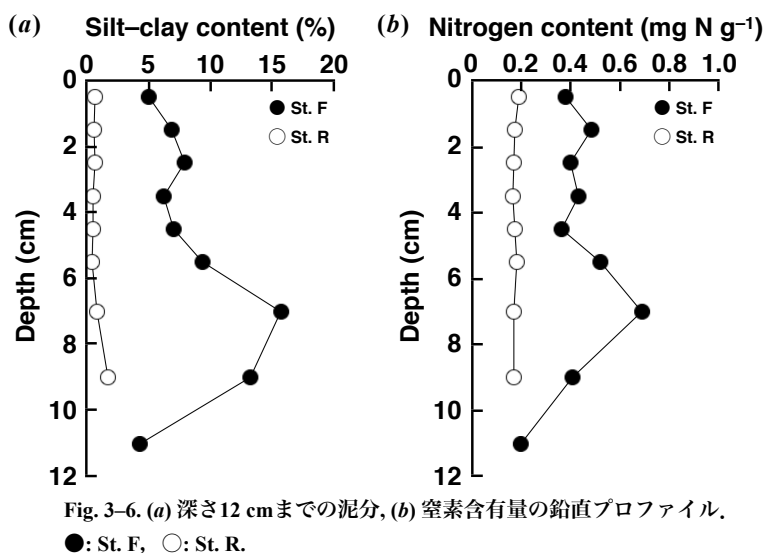 (a) Silt–clay content (%)
0 5 10 15 20
0
2
4
6
8
10
12
Depth (cm)
● St. F
○ St. R
(b) Nitrogen content (mg N g–1)
0 0.2 0.4 0.6 0.8 1.0
0
2
4
6
8
10
12
Depth (cm)
● St. F
○ St. R
Fig. 3–6. (a) 深さ12 cmまでの泥分, (b) 窒素含有量の鉛直プロファイル.
●: St. F, ○: St. R.